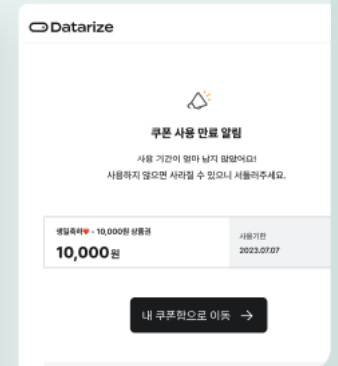 Datarize
쿠폰 사용 만료 알림
사용 기간이 얼마 남지 않았어요!
사용하지 않으면 사라질 수 있으니 서둘러주세요.
생일축하♥ - 10,000원 상품권
10,000원
사용기한
2023.07.07
내 쿠폰함으로 이동 →